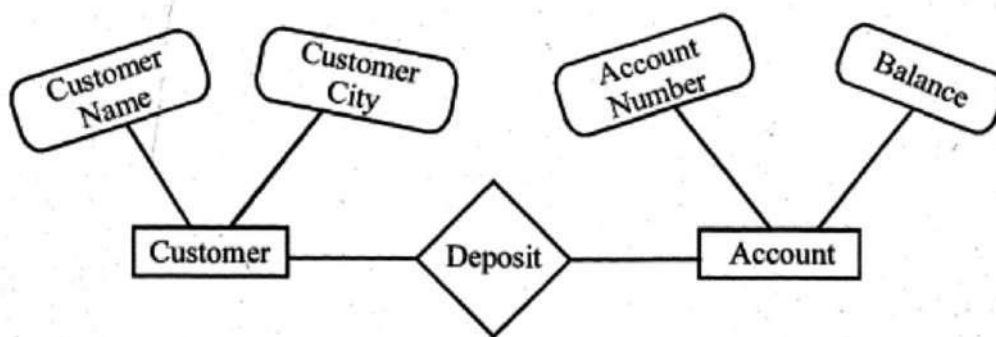 Customer
Name
Customer
City
Account
Number
Balance
Customer
Deposit
Account